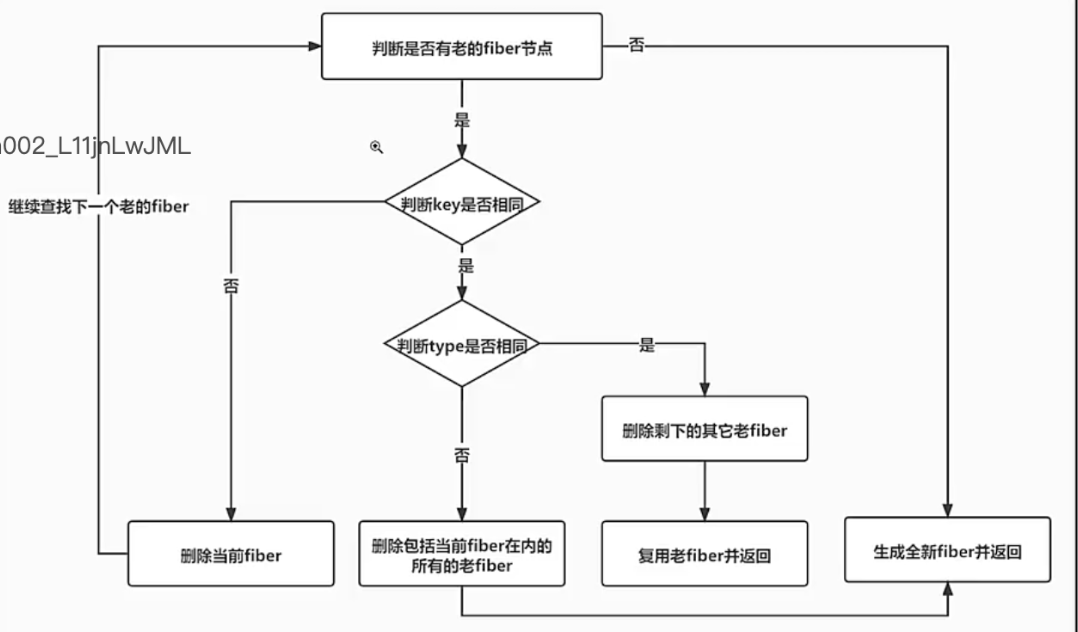 判断是否有老的fiber节点
否
是
002_L11jnLwJML
判断key是否相同
继续查找下一个老的fiber
是
否
判断type是否相同
是
删除剩下的其它老fiber
否
删除当前fiber
删除包括当前fiber在内的
所有的老fiber
复用老fiber并返回
生成全新fiber并返回